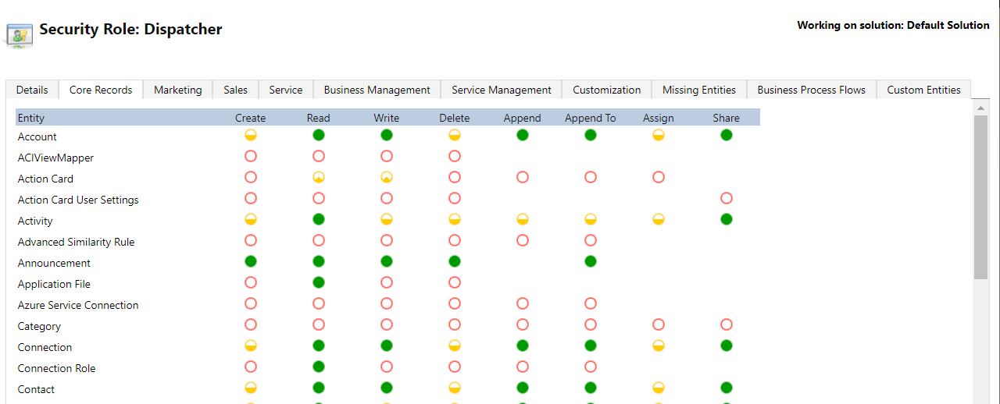 Security Role: Dispatcher
Working on solution: Default Solution
Details Core Records Marketing Sales Service Business Management Service Management Customization Missing Entities Business Process Flows Custom Entities
Entity Create Read Write Delete Append Append To Assign Share
Account
ACIViewMapper
Action Card
Action Card User Settings
Activity
Advanced Similarity Rule
Announcement
Application File
Azure Service Connection
Category
Connection
Connection Role
Contact